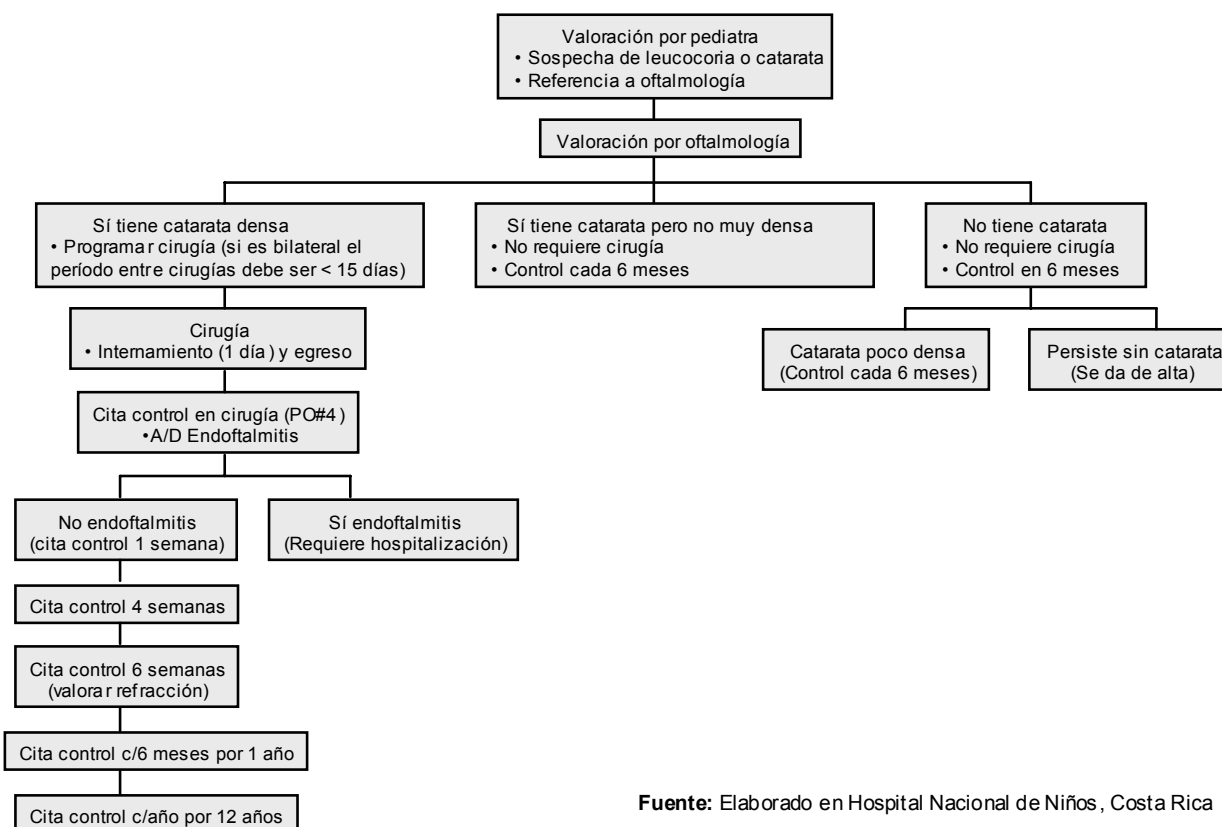 Valoración por pediatra
• Sospecha de leucocoria o catarata
• Referencia a oftalmología
Valoración por oftalmología
Sí tiene catarata densa
• Programar cirugía (si es bilateral el
período entre cirugías debe ser < 15 días)
Sí tiene catarata pero no muy densa
• No requiere cirugía
• Control cada 6 meses
No tiene catarata
• No requiere cirugía
• Control en 6 meses
Cirugía
• Internamiento (1 día) y egreso
Catarata poco densa
(Control cada 6 meses)
Persiste sin catarata
(Se da de alta)
Cita control en cirugía (PO#4)
•A/D Endoftalmitis
No endoftalmitis
(cita control 1 semana)
Sí endoftalmitis
(Requiere hospitalización)
Cita control 4 semanas
Cita control 6 semanas
(valorar refracción)
Cita control c/6 meses por 1 año
Cita control c/año por 12 años
Fuente: Elaborado en Hospital Nacional de Niños, Costa Rica